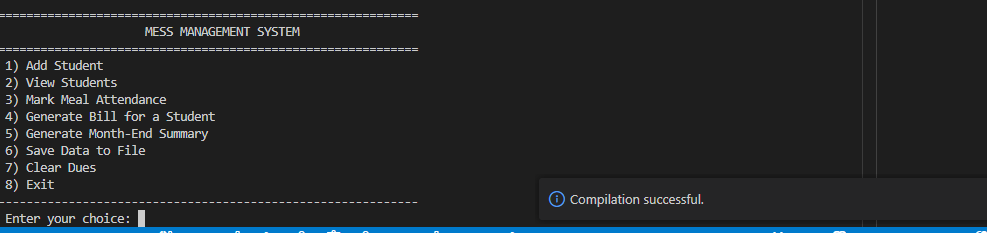 ============================================================
MESS MANAGEMENT SYSTEM
============================================================
1) Add Student
2) View Students
3) Mark Meal Attendance
4) Generate Bill for a Student
5) Generate Month-End Summary
6) Save Data to File
7) Clear Dues
8) Exit
------------------------------------------------------------
Enter your choice:
Compilation successful.